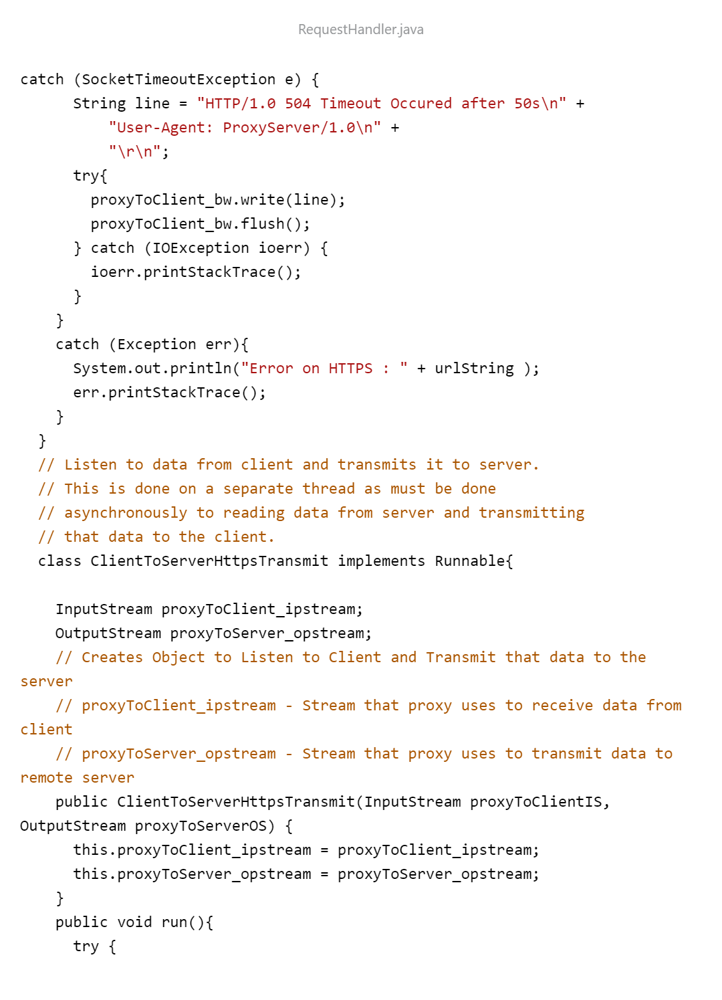 RequestHandler.java
catch (SocketTimeoutException e) {
      String line = "HTTP/1.0 504 Timeout Occured after 50s\n" +
          "User-Agent: ProxyServer/1.0\n" +
          "\r\n";
      try{
        proxyToClient_bw.write(line);
        proxyToClient_bw.flush();
      } catch (IOException ioerr) {
        ioerr.printStackTrace();
      }
    }
    catch (Exception err){
      System.out.println("Error on HTTPS : " + urlString );
      err.printStackTrace();
    }
  }
  // Listen to data from client and transmits it to server.
  // This is done on a separate thread as must be done
  // asynchronously to reading data from server and transmitting
  // that data to the client.
  class ClientToServerHttpsTransmit implements Runnable{
    InputStream proxyToClient_ipstream;
    OutputStream proxyToServer_opstream;
    // Creates Object to Listen to Client and Transmit that data to the
server
    // proxyToClient_ipstream - Stream that proxy uses to receive data from
client
    // proxyToServer_opstream - Stream that proxy uses to transmit data to
remote server
    public ClientToServerHttpsTransmit(InputStream proxyToClientIS,
OutputStream proxyToServerOS) {
      this.proxyToClient_ipstream = proxyToClient_ipstream;
      this.proxyToServer_opstream = proxyToServer_opstream;
    }
    public void run(){
      try {